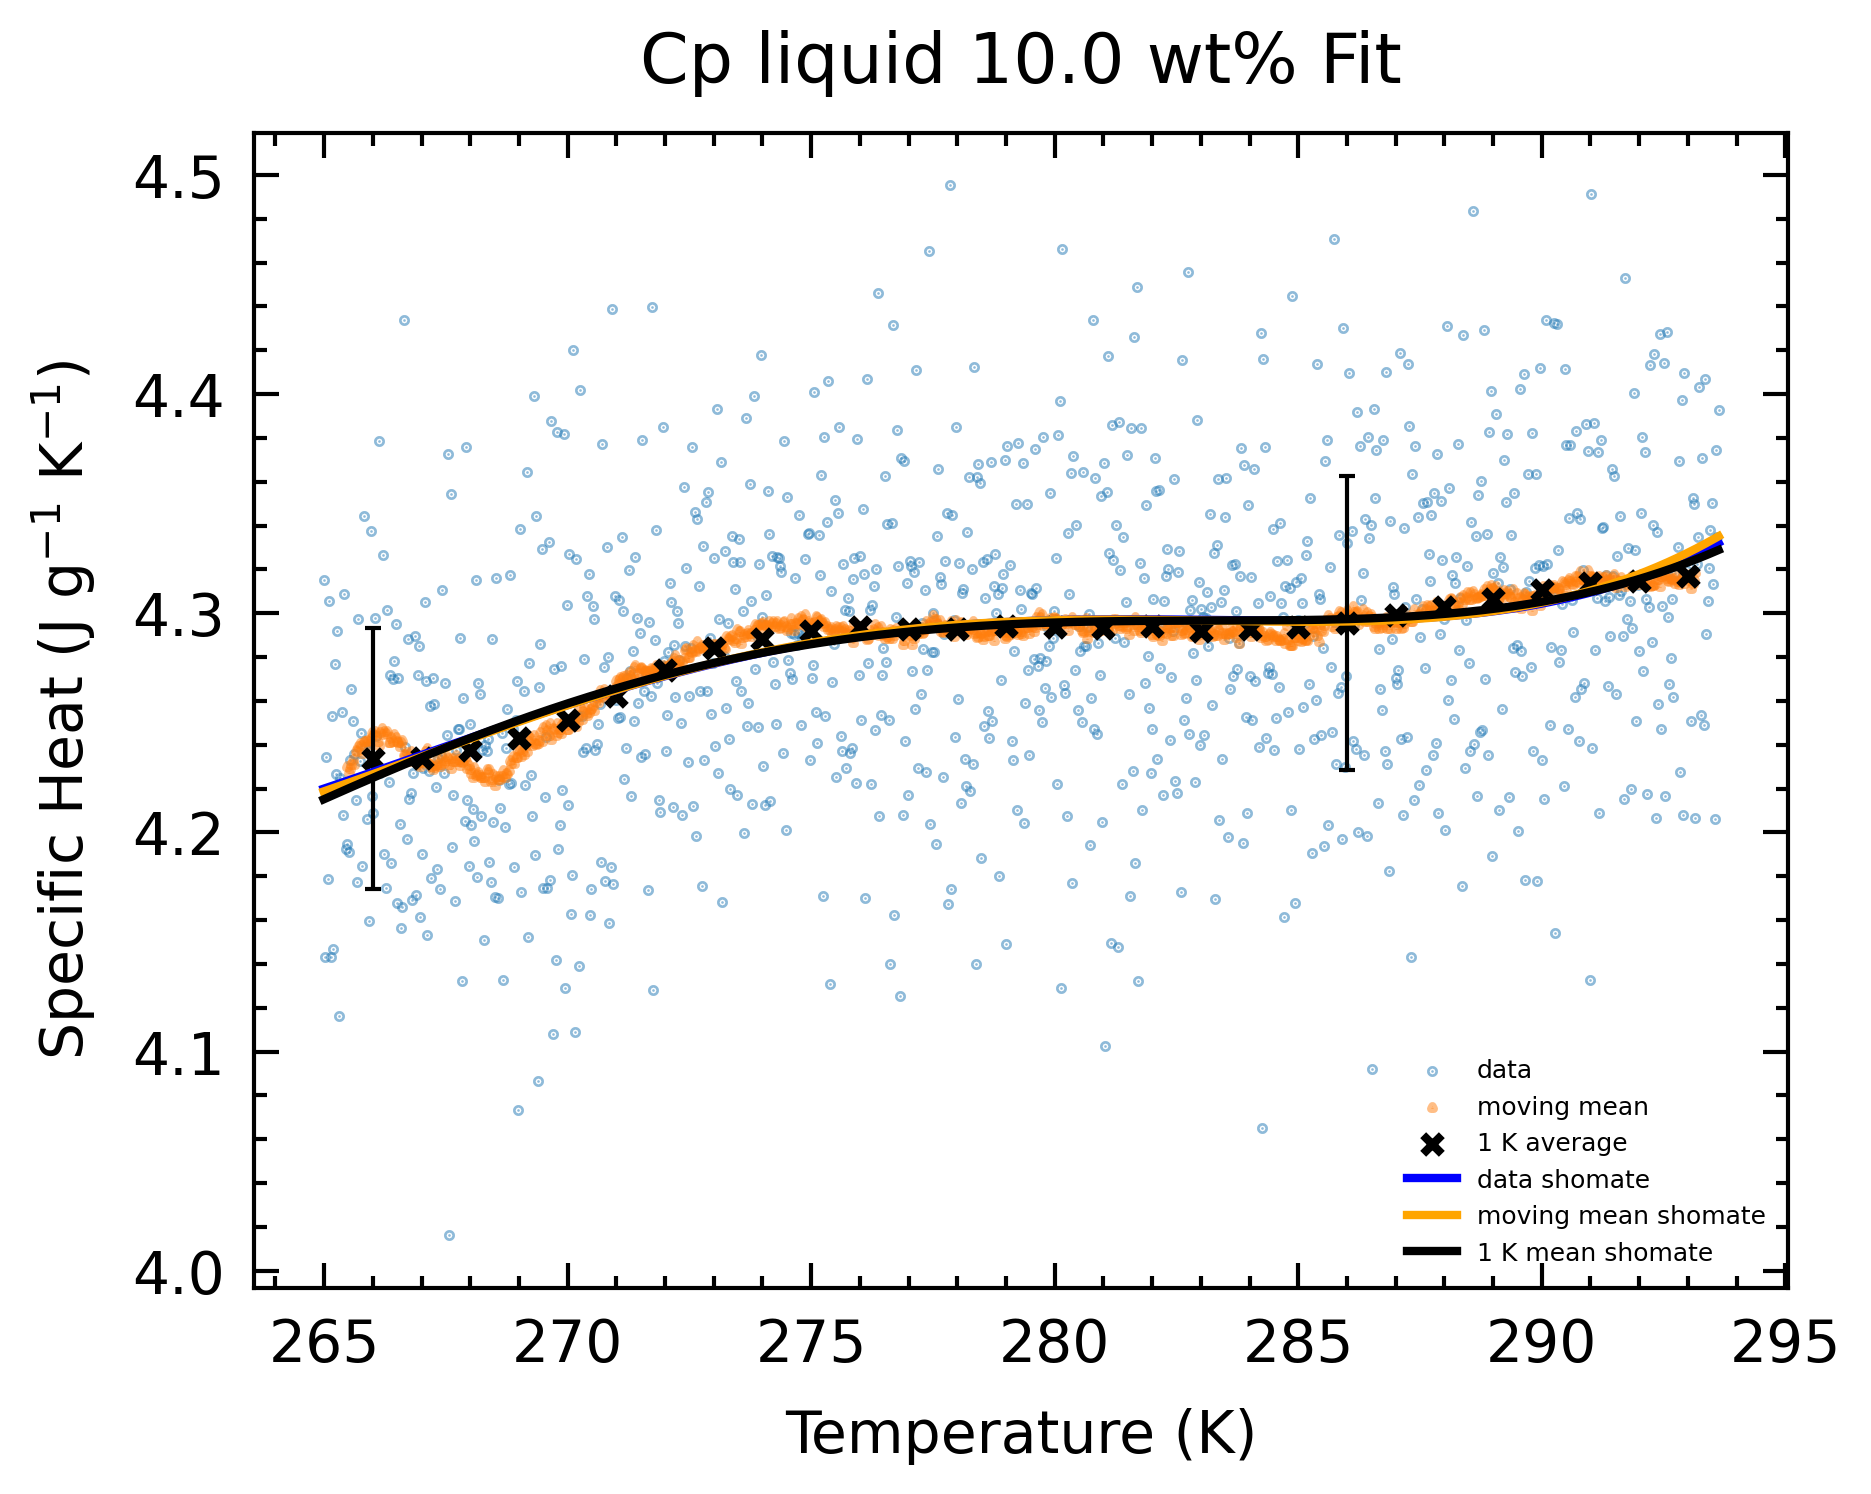 Cp liquid 10.0 wt% Fit
Specific Heat (J g⁻¹ K⁻¹)
4.5
4.4
4.3
4.2
4.1
4.0
data
moving mean
1 K average
data shomate
moving mean shomate
1 K mean shomate
265 270 275 280 285 290 295
Temperature (K)